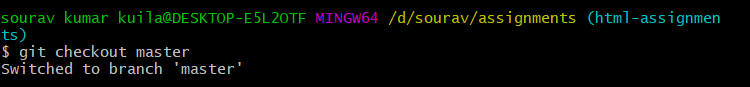 sourav kumar kuila@DESKTOP-E5L2OTF MINGW64 /d/sourav/assignments (html-assignmen
ts)
$ git checkout master
Switched to branch 'master'